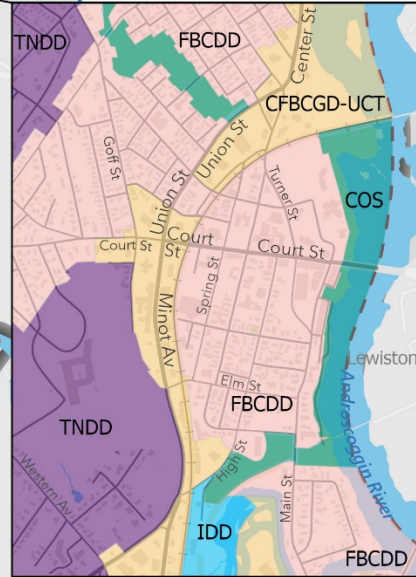 TNDD
FBCDD
Center St
CFBCGD-UCT
Goff St
Union St
Union St
Turner St
COS
Court St
Court
St
Court St
Spring St
Minot Av
Lewiston
Elm St
FBCDD
TNDD
Androscoggin River
High St
Western Av
Main St
IDD
FBCDD